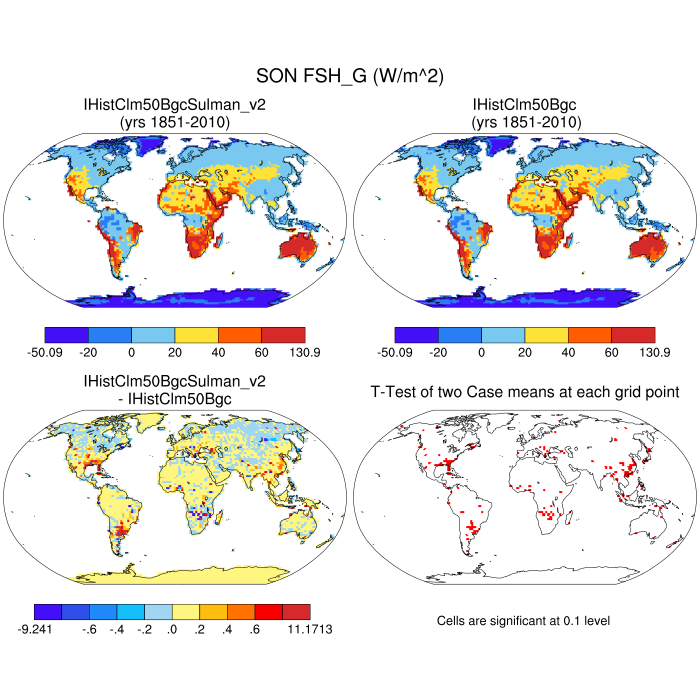 SON FSH_G (W/m^2)
IHistClm50BgcSulman_v2
(yrs 1851-2010)
IHistClm50Bgc
(yrs 1851-2010)
-50.09 -20 0 20 40 60 130.9
-50.09 -20 0 20 40 60 130.9
IHistClm50BgcSulman_v2
- IHistClm50Bgc
T-Test of two Case means at each grid point
-9.241 -.6 -.4 -.2 .0 .2 .4 .6 11.1713
Cells are significant at 0.1 level